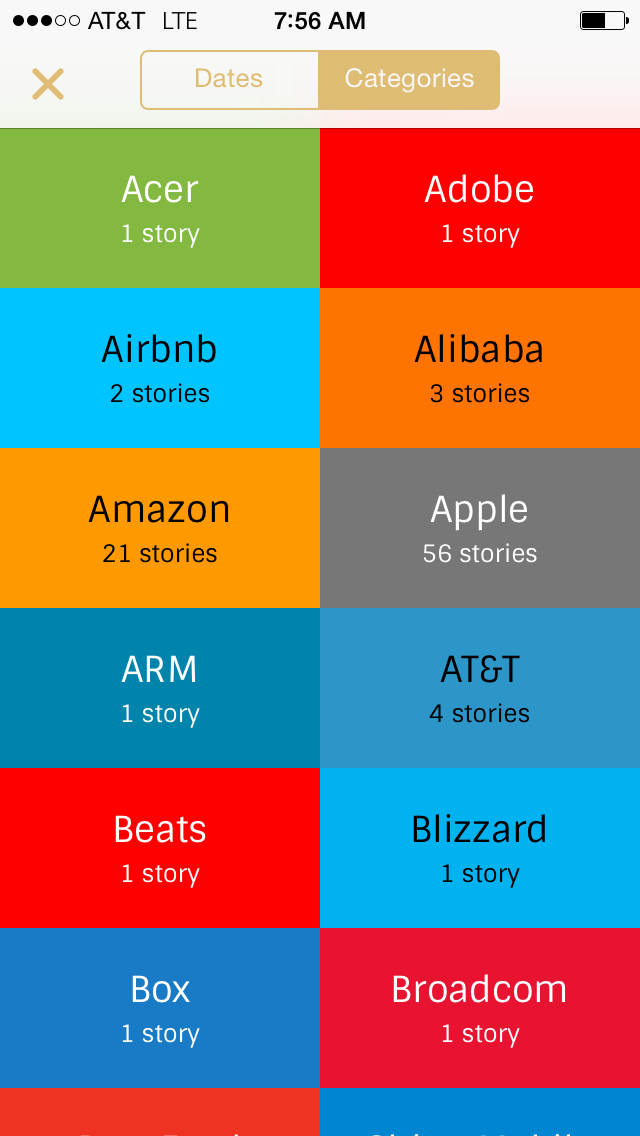 AT&T LTE 7:56 AM
Dates Categories
Acer
1 story
Adobe
1 story
Airbnb
2 stories
Alibaba
3 stories
Amazon
21 stories
Apple
56 stories
ARM
1 story
AT&T
4 stories
Beats
1 story
Blizzard
1 story
Box
1 story
Broadcom
1 story